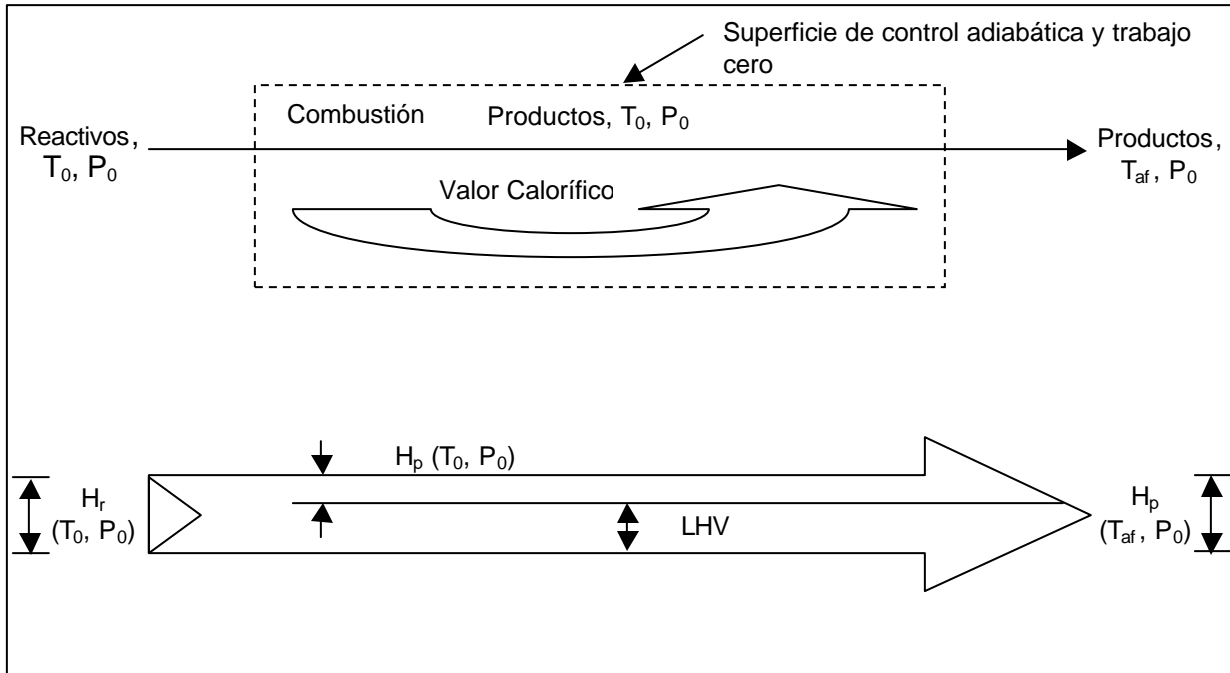 Superficie de control adiabática y trabajo
cero
Combustión
Productos, T₀, P₀
Reactivos,
T₀, P₀
Productos,
Tₐf, P₀
Valor Calorífico
Hₚ (T₀, P₀)
Hᵣ
(T₀, P₀)
LHV
Hₚ
(Tₐf, P₀)